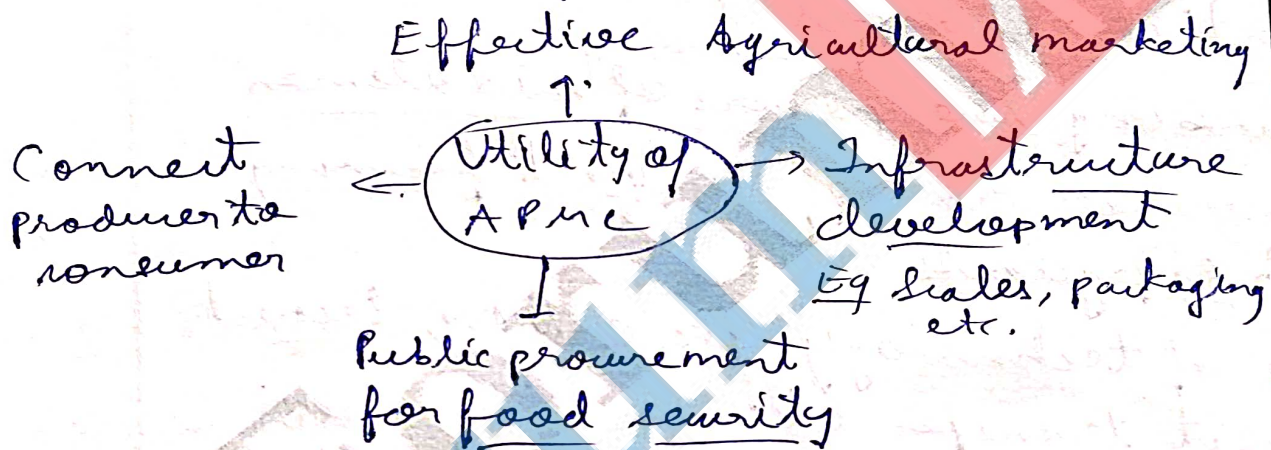 Effective Agricultural marketing
Connect
producer to
consumer
Utility of
APMC
Infrastructure
development
Eg Scales, packaging
etc.
Public procurement
for food security